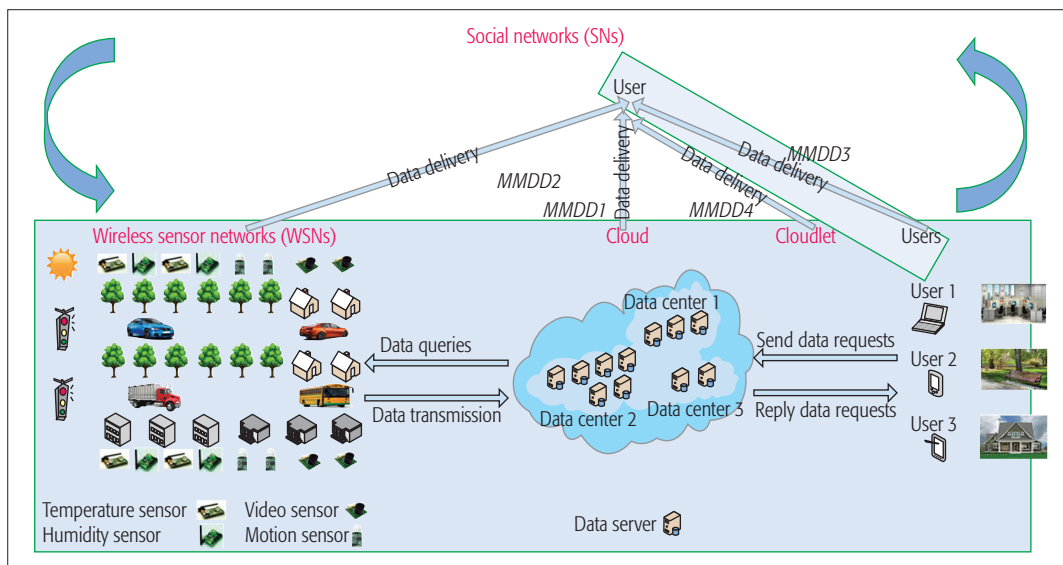 Social networks (SNs)
User
Data delivery
Data delivery
Data delivery
Data delivery
MMDD3
MMDD2
MMDD1
MMDD4
Wireless sensor networks (WSNs)
Cloud
Cloudlet
Users
User 1
Data center 1
Send data requests
Data queries
User 2
Data center 2
Data center 3
Data transmission
Reply data requests
User 3
Temperature sensor
Video sensor
Humidity sensor
Motion sensor
Data server